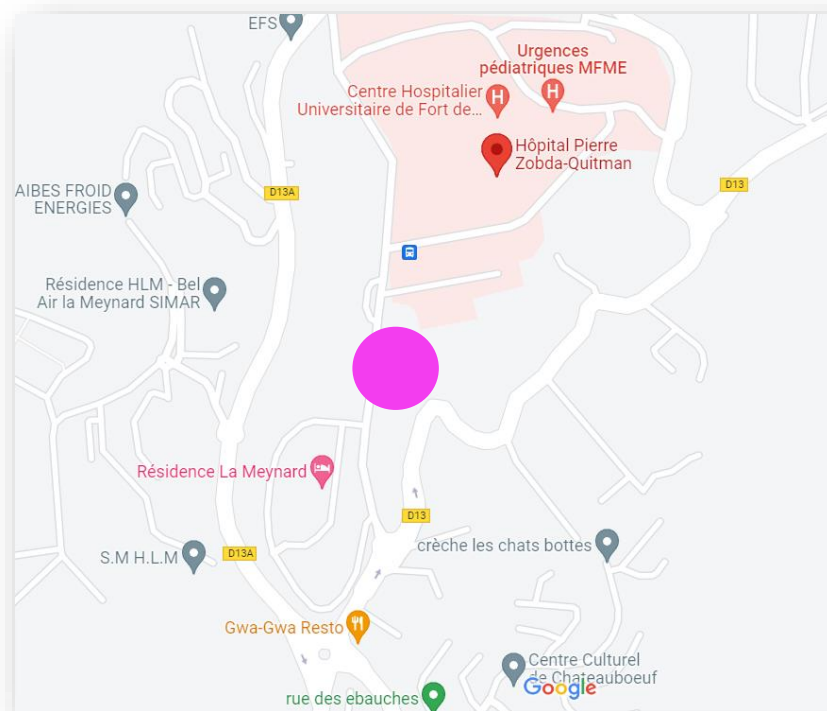 EFS
Urgences
pédiatriques MFME
Centre Hospitalier
Universitaire de Fort de...
H
H
Hôpital Pierre
Zobda-Quitman
D13
D13A
AIBES FROID
ENERGIES
Résidence HLM - Bel
Air la Meynard SIMAR
Résidence La Meynard
D13
crèche les chats bottes
S.M H.L.M
D13A
Gwa-Gwa Resto
Centre Culturel
de Chateauboeuf
Google
rue des ebauches